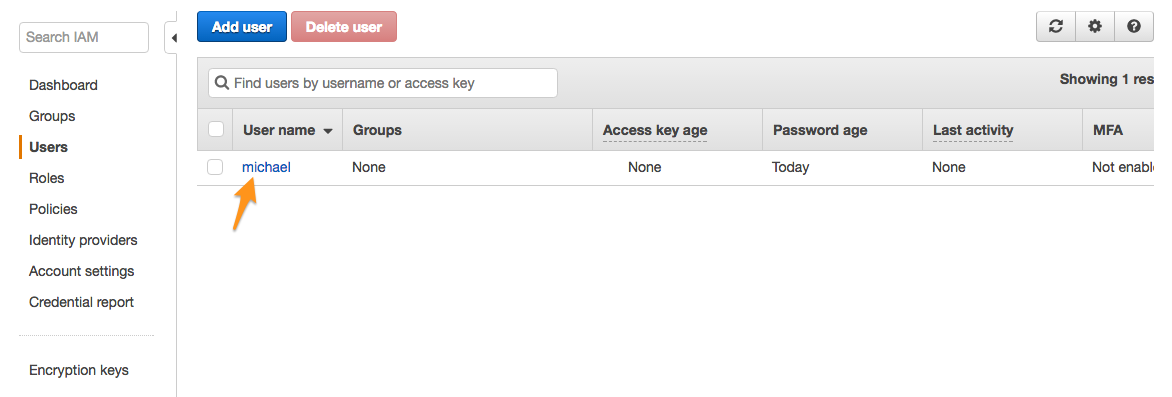 Search IAM
Dashboard
Groups
Users
Roles
Policies
Identity providers
Account settings
Credential report
Encryption keys
Add user Delete user
Find users by username or access key
Showing 1 res
User name Groups Access key age Password age Last activity MFA
michael None None Today None Not enabl